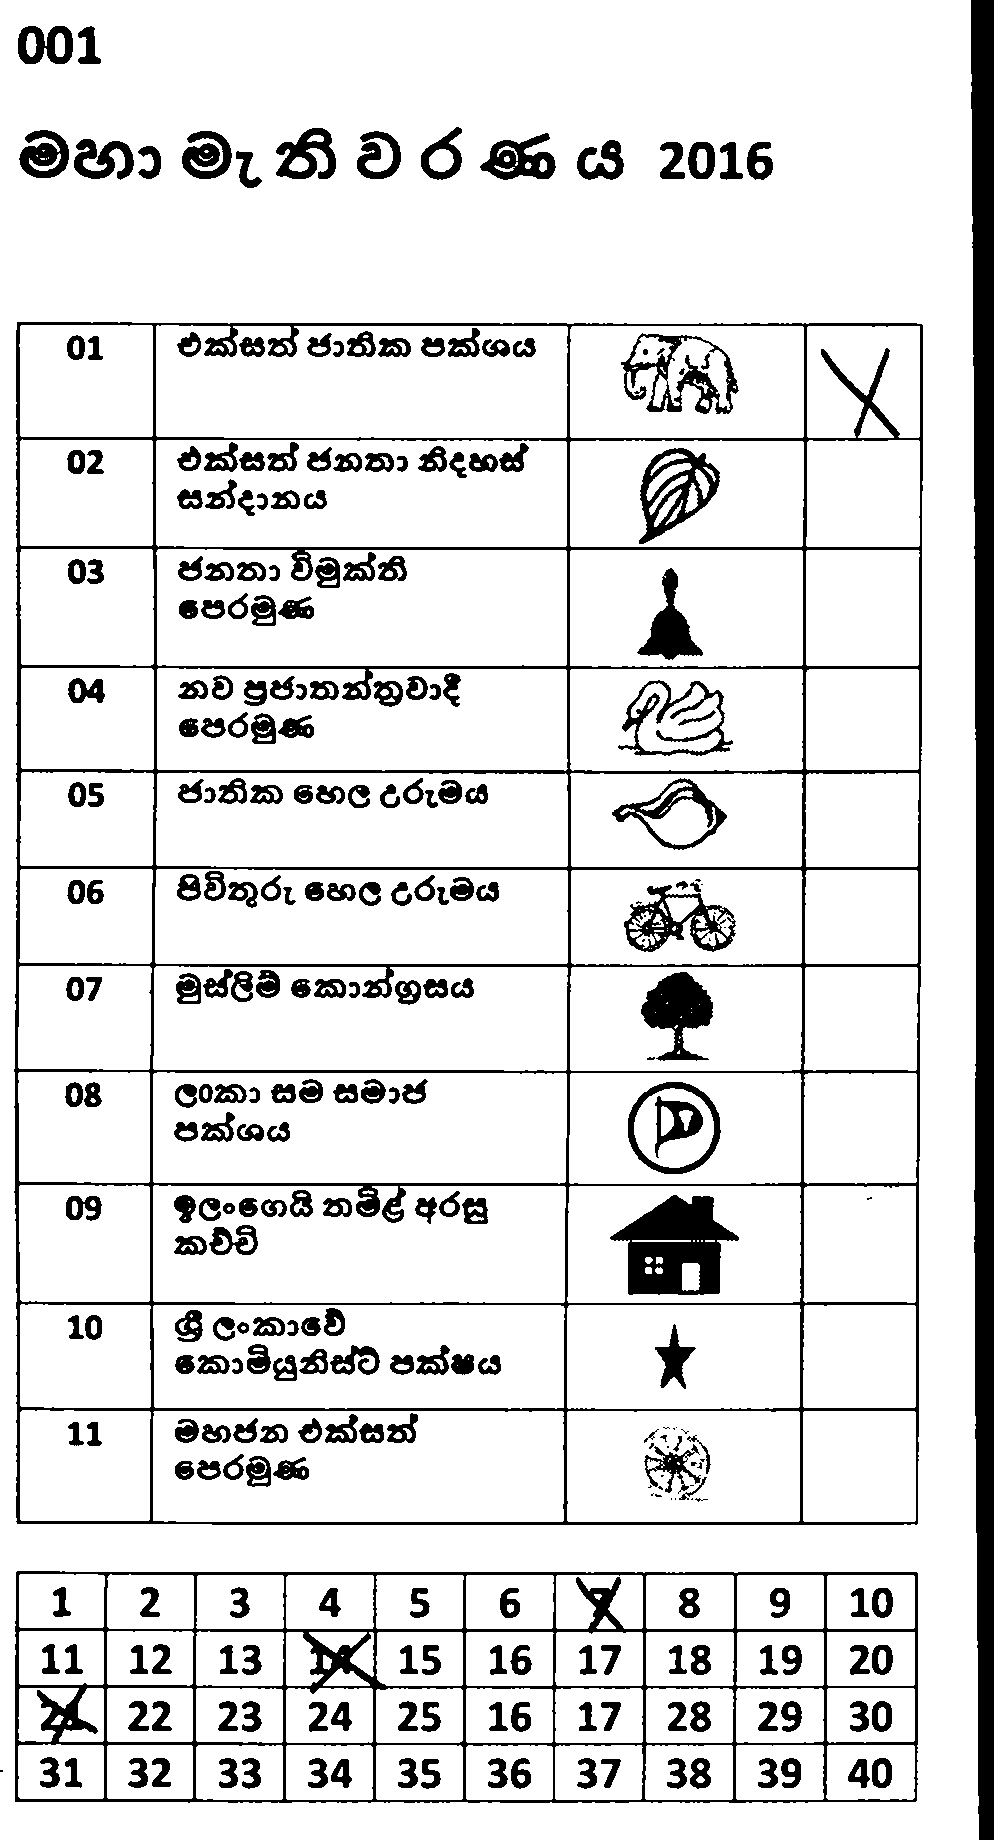 001
මහා මැතිවරණය 2016
01 එක්සත් ජාතික පක්ශය
02 එක්සත් ජනතා නිදහස්
සන්දානය
03 ජනතා විමුක්ති
පෙරමුණ
04 නව ප්‍රජාතන්ත්‍රවාදී
පෙරමුණ
05 ජාතික හෙල උරුමය
06 පිවිතුරු හෙල උරුමය
07 මුස්ලිම් කොන්ග්‍රසය
08 ල0කා සම සමාජ
පක්ශය
09 ඉලංගෙයි තමිළ් අරසු
කච්චි
10 ශ්‍රී ලංකාවේ
කොමියුනිස්ට් පක්ෂය
11 මහජන එක්සත්
පෙරමුණ
1 2 3 4 5 6 7 8 9 10
11 12 13 14 15 16 17 18 19 20
21 22 23 24 25 16 17 28 29 30
31 32 33 34 35 36 37 38 39 40